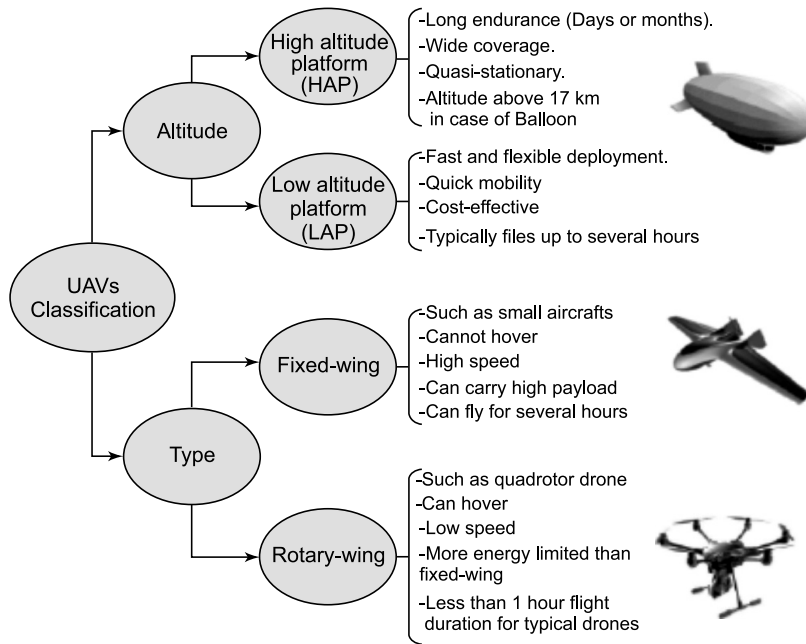 High altitude
platform
(HAP)
-Long endurance (Days or months).
-Wide coverage.
-Quasi-stationary.
-Altitude above 17 km
in case of Balloon
Altitude
Low altitude
platform
(LAP)
-Fast and flexible deployment.
-Quick mobility
-Cost-effective
-Typically files up to several hours
UAVs
Classification
Fixed-wing
-Such as small aircrafts
-Cannot hover
-High speed
-Can carry high payload
-Can fly for several hours
Type
Rotary-wing
-Such as quadrotor drone
-Can hover
-Low speed
-More energy limited than
fixed-wing
-Less than 1 hour flight
duration for typical drones